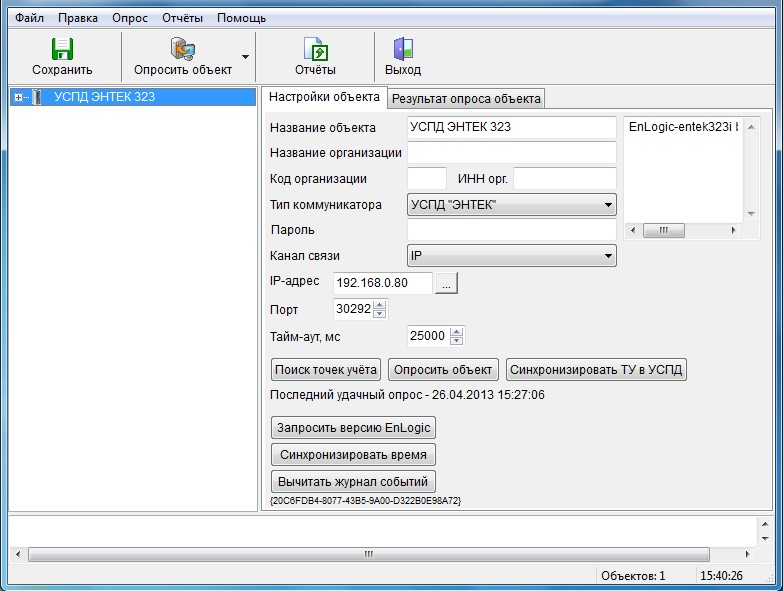 Файл Правка Опрос Отчёты Помощь
Сохранить Опросить объект Отчёты Выход
УСПД ЭНТЕК 323
Настройки объекта Результат опроса объекта
Название объекта УСПД ЭНТЕК 323 EnLogic-entek323i
Название организации
Код организации ИНН орг.
Тип коммуникатора УСПД "ЭНТЕК"
Пароль
Канал связи IP
IP-адрес 192.168.0.80 ...
Порт 30292
Тайм-аут, мс 25000
Поиск точек учёта Опросить объект Синхронизировать ТУ в УСПД
Последний удачный опрос - 26.04.2013 15:27:06
Запросить версию EnLogic
Синхронизировать время
Вычитать журнал событий
{20C6FDB4-8077-43B5-9A00-D322B0E98A72}
Объектов: 1 15:40:26